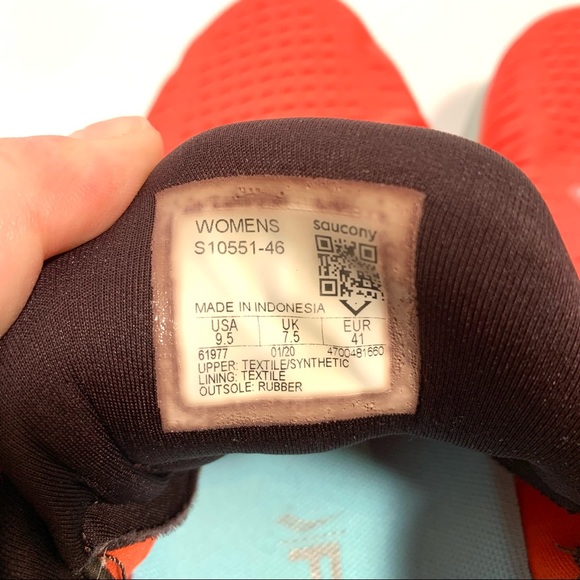 WOMENS saucony
S10551-46
MADE IN INDONESIA
USA UK EUR
9.5 7.5 41
61977 01/20 4700481660
UPPER: TEXTILE/SYNTHETIC
LINING: TEXTILE
OUTSOLE: RUBBER